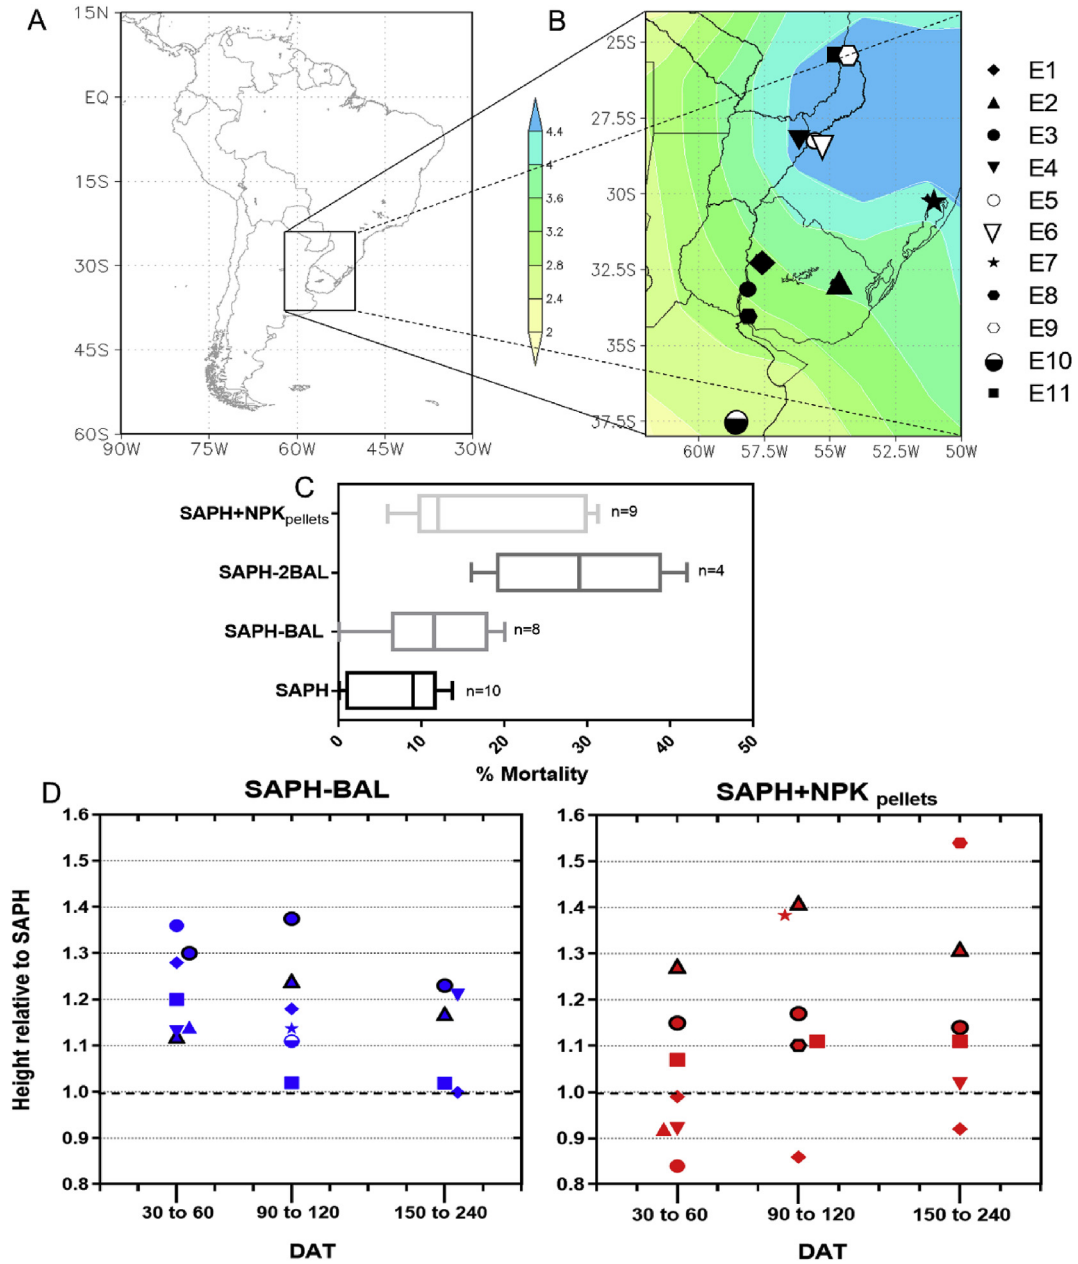 A
15N
EQ
15S
30S
45S
60S
90W 75W 60W 45W 30W
4.4
4
3.6
3.2
2.8
2.4
2
B
25S
27.5S
30S
32.5S
35S
37.5S
60W 57.5W 55W 52.5W 50W
E1
E2
E3
E4
E5
E6
E7
E8
E9
E10
E11
C
SAPH+NPKpellets
n=9
SAPH-2BAL
n=4
SAPH-BAL
n=8
SAPH
n=10
0 10 20 30 40 50
% Mortality
D
SAPH-BAL
Height relative to SAPH
1.6
1.5
1.4
1.3
1.2
1.1
1.0
0.9
0.8
30 to 60 90 to 120 150 to 240
DAT
SAPH+NPK pellets
1.6
1.5
1.4
1.3
1.2
1.1
1.0
0.9
0.8
30 to 60 90 to 120 150 to 240
DAT